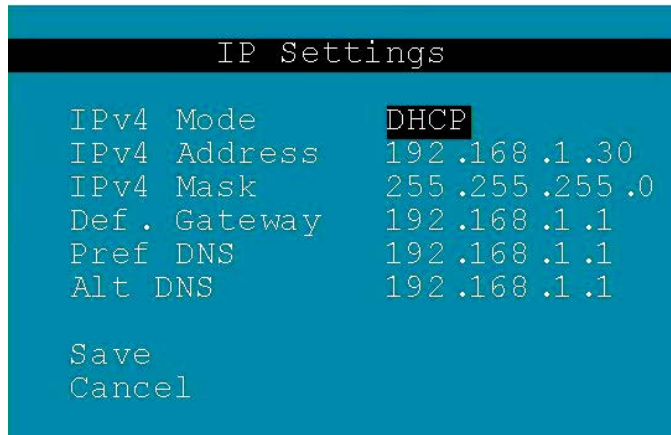 IP Settings
IPv4 Mode DHCP
IPv4 Address 192.168.1.30
IPv4 Mask 255.255.255.0
Def. Gateway 192.168.1.1
Pref DNS 192.168.1.1
Alt DNS 192.168.1.1
Save
Cancel